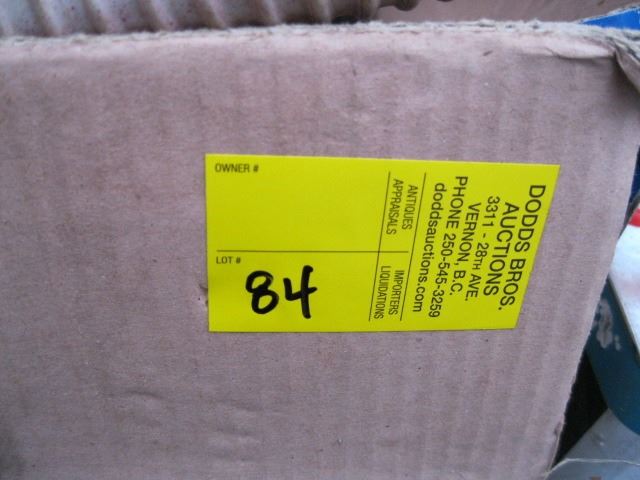 DODDS BROS.
AUCTIONS
3311 - 28TH AVE.
VERNON, B.C.
PHONE 250-545-3259
doddsauctions.com
ANTIQUES IMPORTERS
APPRAISALS LIQUIDATIONS
OWNER #
LOT #
84